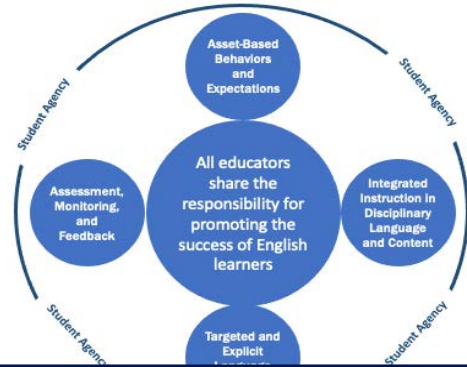 Asset-Based
Behaviors
and
Expectations
Student Agency
Student Agency
Assessment,
Monitoring,
and
Feedback
All educators
share the
responsibility for
promoting the
success of English
learners
Integrated
Instruction in
Disciplinary
Language
and Content
Student Agency
Student Agency
Targeted and
Explicit
Language